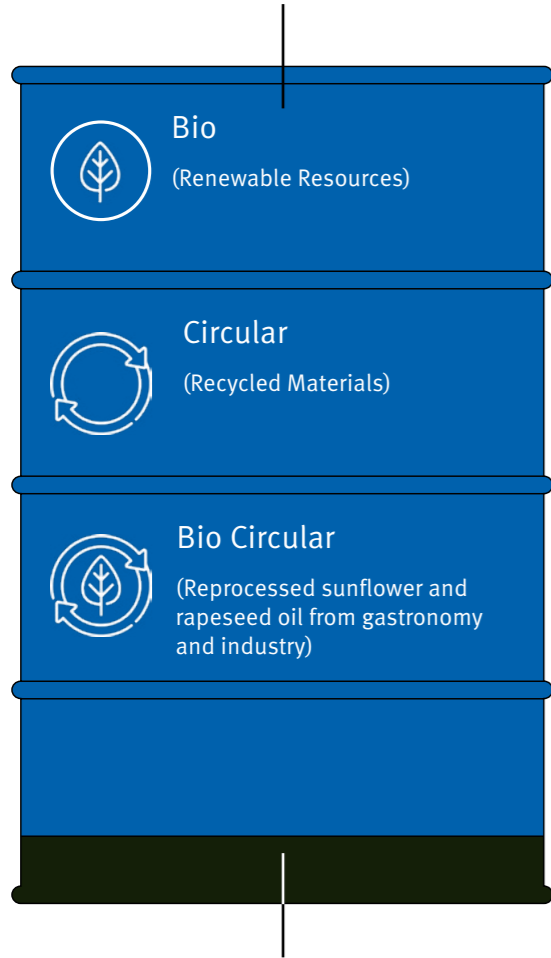 Bio
(Renewable Resources)
Circular
(Recycled Materials)
Bio Circular
(Reprocessed sunflower and
rapeseed oil from gastronomy
and industry)